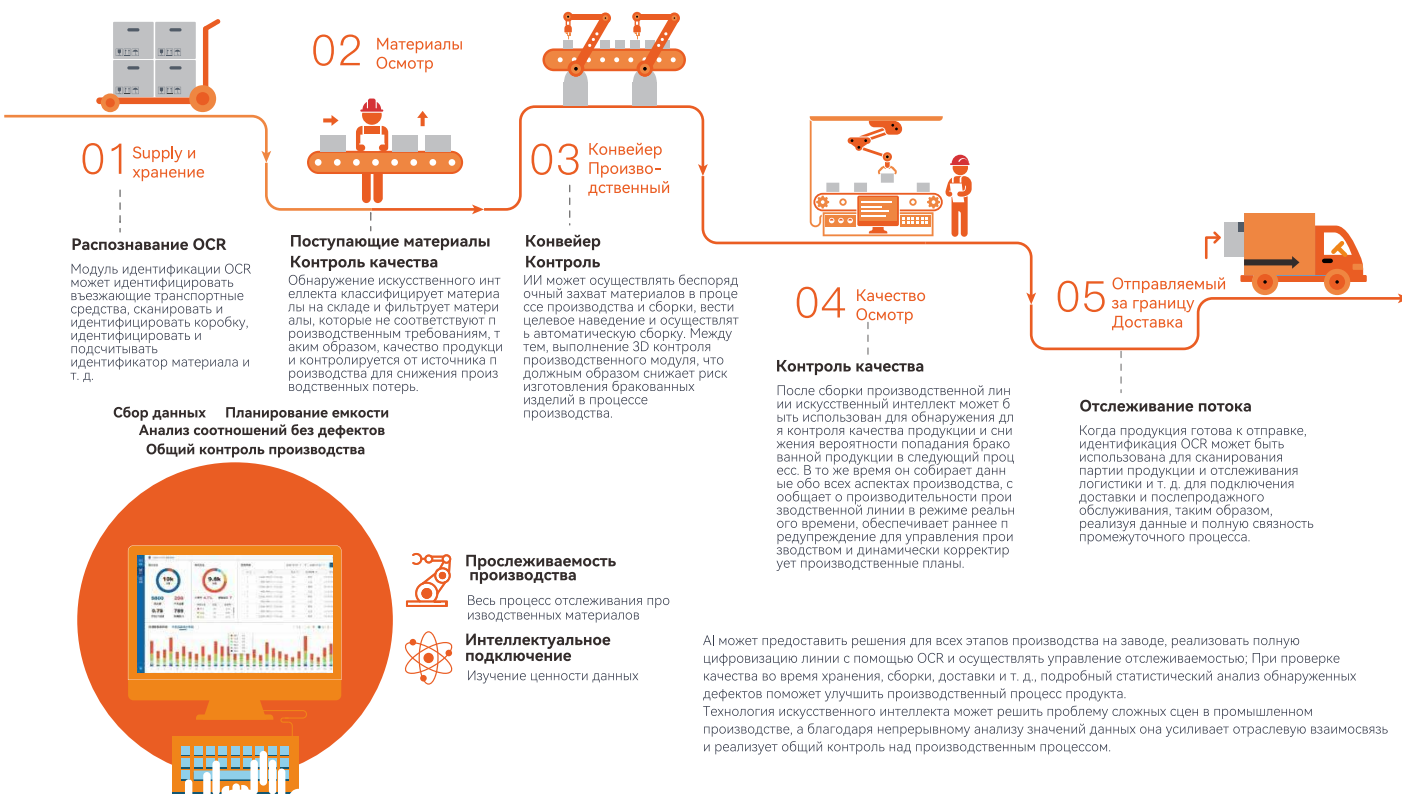 01 Supply и
хранение
Распознавание OCR
Модуль идентификации OCR
может идентифицировать
въезжающие транспортные
средства, сканировать и
идентифицировать коробку,
идентифицировать и
подсчитывать
идентификатор материала и
т. д.
02 Материалы
Осмотр
Поступающие материалы
Контроль качества
Обнаружение искусственного инт
еллекта классифицирует материа
лы на складе и фильтрует матери
алы, которые не соответствуют п
роизводственным требованиям, т
аким образом, качество продукци
и контролируется от источника п
роизводства для снижения произ
водственных потерь.
03 Конвейер
Произво-
дственный
Конвейер
Контроль
ИИ может осуществлять беспоряд
очный захват материалов в проце
ссе производства и сборки, вести
целевое наведение и осуществлят
ь автоматическую сборку. Между
тем, выполнение 3D контроля
производственного модуля, что
должным образом снижает риск
изготовления бракованных
изделий в процессе
производства.
04 Качество
Осмотр
Контроль качества
После сборки производственной лин
ии искусственный интеллект может б
ыть использован для обнаружения дл
я контроля качества продукции и сни
жения вероятности попадания брако
ванной продукции в следующий проц
есс. В то же время он собирает данн
ые обо всех аспектах производства, с
ообщает о производительности прои
зводственной линии в режиме реальн
ого времени, обеспечивает раннее п
редупреждение для управления прои
зводством и динамически корректир
ует производственные планы.
05 Отправляемый
за границу
Доставка
Отслеживание потока
Когда продукция готова к отправке,
идентификация OCR может быть
использована для сканирования
партии продукции и отслеживания
логистики и т. д. для подключения
доставки и послепродажного
обслуживания, таким образом,
реализуя данные и полную связность
промежуточного процесса.
Сбор данных Планирование емкости
Анализ соотношений без дефектов
Общий контроль производства
10k
9.8k
Прослеживаемость
производства
Весь процесс отслеживания про
изводственных материалов
Интеллектуальное
подключение
Изучение ценности данных
AI может предоставить решения для всех этапов производства на заводе, реализовать полную
цифровизацию линии с помощью OCR и осуществлять управление отслеживаемостью; При проверке
качества во время хранения, сборки, доставки и т. д., подробный статистический анализ обнаруженных
дефектов поможет улучшить производственный процесс продукта.
Технология искусственного интеллекта может решить проблему сложных сцен в промышленном
производстве, а благодаря непрерывному анализу значений данных она усиливает отраслевую взаимосвязь
и реализует общий контроль над производственным процессом.